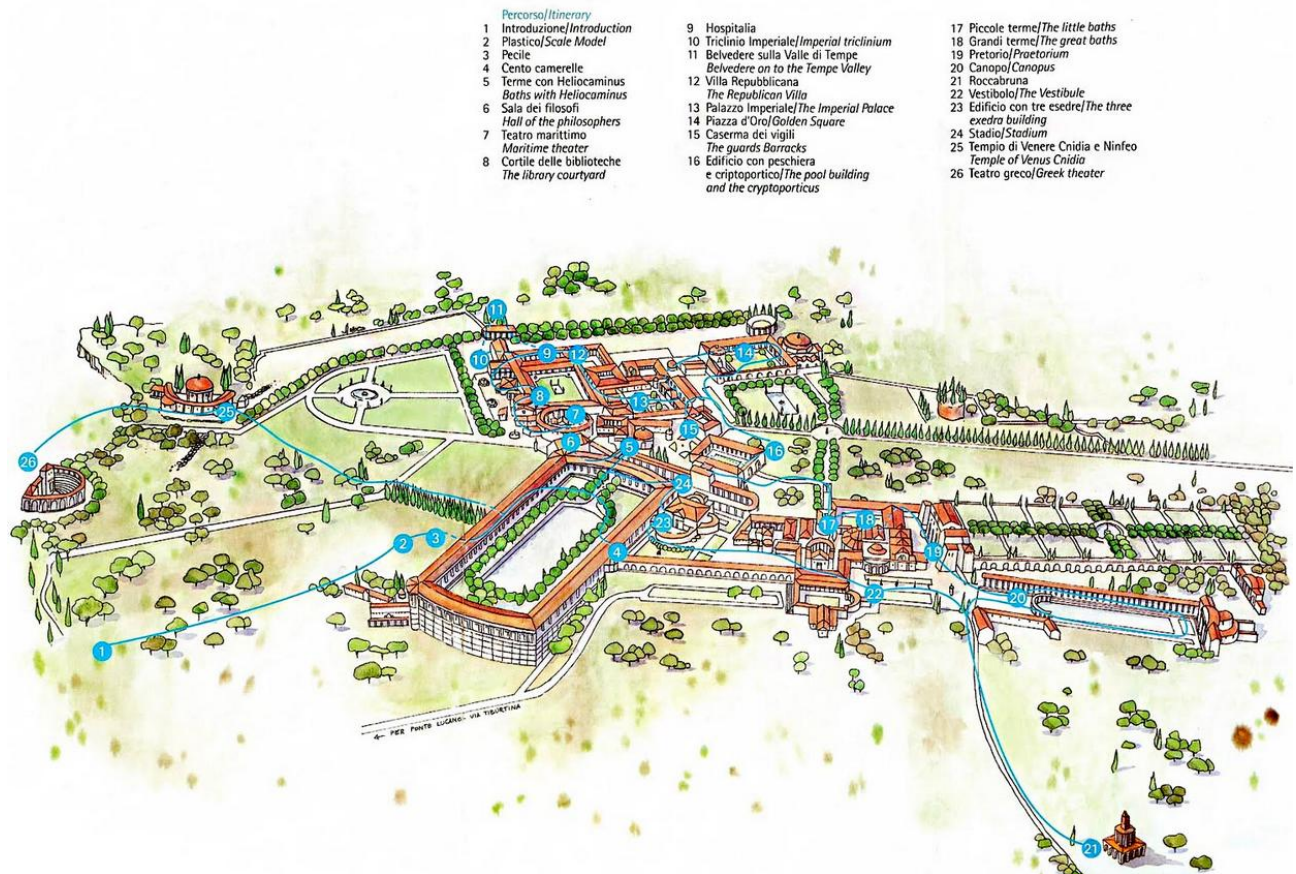 Percorso/Itinerary
1 Introduzione/Introduction
2 Plastico/Scale Model
3 Pecile
4 Cento camerelle
5 Terme con Heliocaminus
Baths with Heliocaminus
6 Sala dei filosofi
Hall of the philosophers
7 Teatro marittimo
Maritime theater
8 Cortile delle biblioteche
The library courtyard
9 Hospitalia
10 Triclinio Imperiale/Imperial triclinium
11 Belvedere sulla Valle di Tempe
Belvedere on to the Tempe Valley
12 Villa Repubblicana
The Republican Villa
13 Palazzo Imperiale/The Imperial Palace
14 Piazza d'Oro/Golden Square
15 Caserma dei vigili
The guards Barracks
16 Edificio con peschiera
e criptoportico/The pool building
and the cryptoporticus
17 Piccole terme/The little baths
18 Grandi terme/The great baths
19 Pretorio/Praetorium
20 Canopo/Canopus
21 Roccabruna
22 Vestibolo/The Vestibule
23 Edificio con tre esedre/The three
exedra building
24 Stadio/Stadium
25 Tempio di Venere Cnidia e Ninfeo
Temple of Venus Cnidia
26 Teatro greco/Greek theater
11
10 9 12 14
8 7 13
25 6 5 15 16
26 24
2 3 23 17 18
4 19
22 20
1
PER PONTE LUCANO - VIA TIBURTINA
21